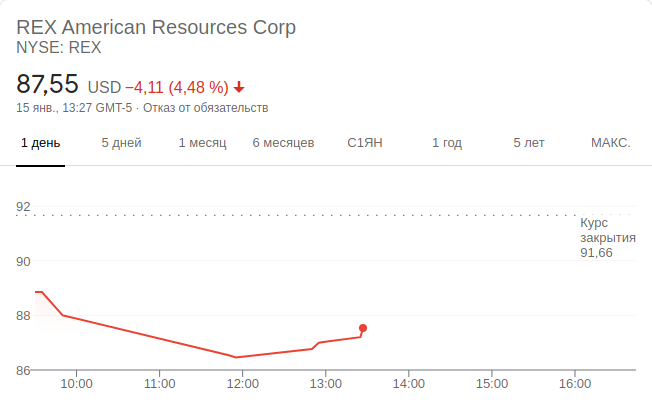 REX American Resources Corp
NYSE: REX
87,55 USD −4,11 (4,48 %)
15 янв., 13:27 GMT-5 · Отказ от обязательств
1 день 5 дней 1 месяц 6 месяцев С1ЯН 1 год 5 лет МАКС.
92
Курс
закрытия
91,66
90
88
86
10:00 11:00 12:00 13:00 14:00 15:00 16:00